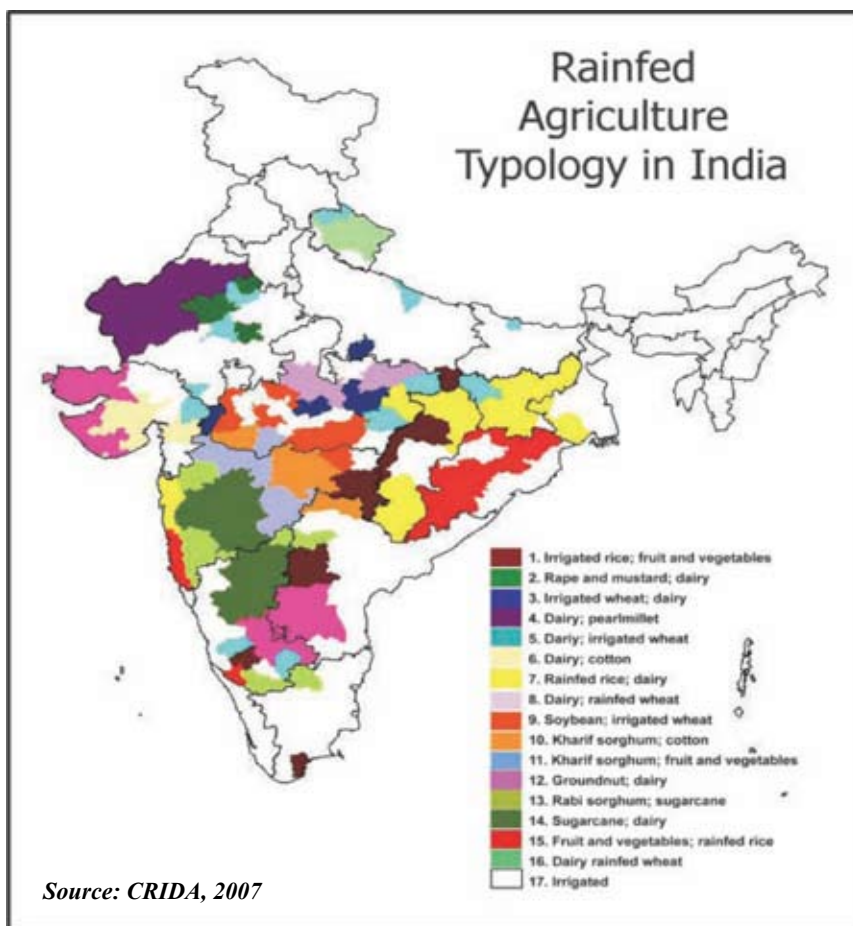 Rainfed
Agriculture
Typology in India
1. Irrigated rice; fruit and vegetables
2. Rape and mustard; dairy
3. Irrigated wheat; dairy
4. Dairy; pearlmillet
5. Dariy; irrigated wheat
6. Dairy; cotton
7. Rainfed rice; dairy
8. Dairy; rainfed wheat
9. Soybean; irrigated wheat
10. Kharif sorghum; cotton
11. Kharif sorghum; fruit and vegetables
12. Groundnut; dairy
13. Rabi sorghum; sugarcane
14. Sugarcane; dairy
15. Fruit and vegetables; rainfed rice
16. Dairy rainfed wheat
17. Irrigated
Source: CRIDA, 2007